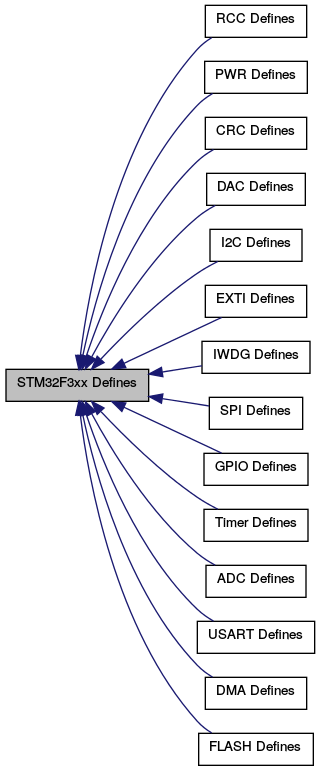 RCC Defines
PWR Defines
CRC Defines
DAC Defines
I2C Defines
EXTI Defines
IWDG Defines
STM32F3xx Defines
SPI Defines
GPIO Defines
Timer Defines
ADC Defines
USART Defines
DMA Defines
FLASH Defines